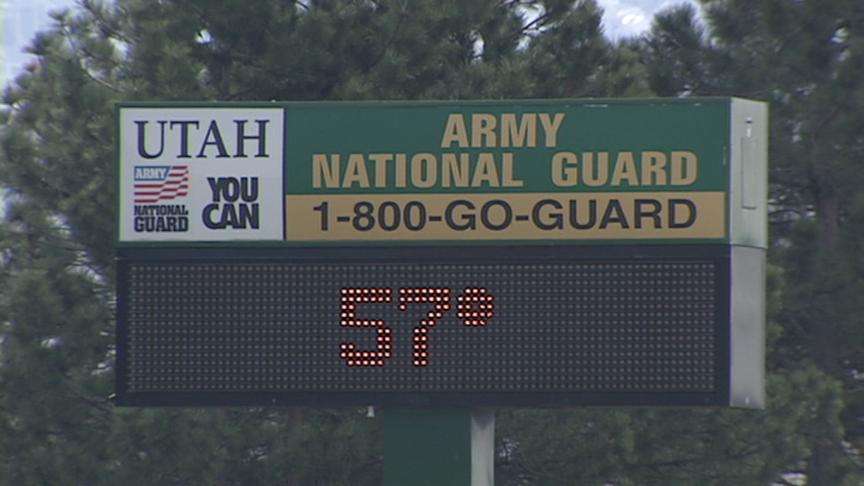 UTAH
ARMY
NATIONAL
GUARD
YOU
CAN
ARMY
NATIONAL GUARD
1-800-GO-GUARD
57°